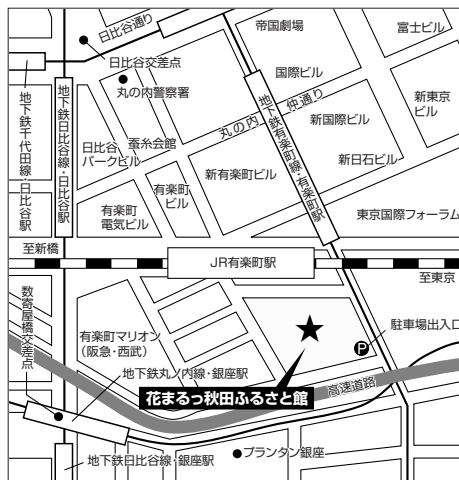 日比谷通り
日比谷交差点
丸の内警察署
帝国劇場
富士ビル
国際ビル
地下鉄千代田線・日比谷駅
地下鉄日比谷線・日比谷駅
日比谷
パークビル
蚕糸会館
丸の内 仲通り
地下鉄有楽町線・有楽町駅
新国際ビル
新東京
ビル
新日石ビル
新有楽町ビル
有楽町
ビル
有楽町
電気ビル
東京国際フォーラム
至新橋
JR有楽町駅
至東京
数寄屋橋交差点
有楽町マリオン
(阪急・西武)
駐車場出入口
P
地下鉄丸ノ内線・銀座駅
花まるっ秋田ふるさと館
高速道路
地下鉄日比谷線・銀座駅
プランタン銀座